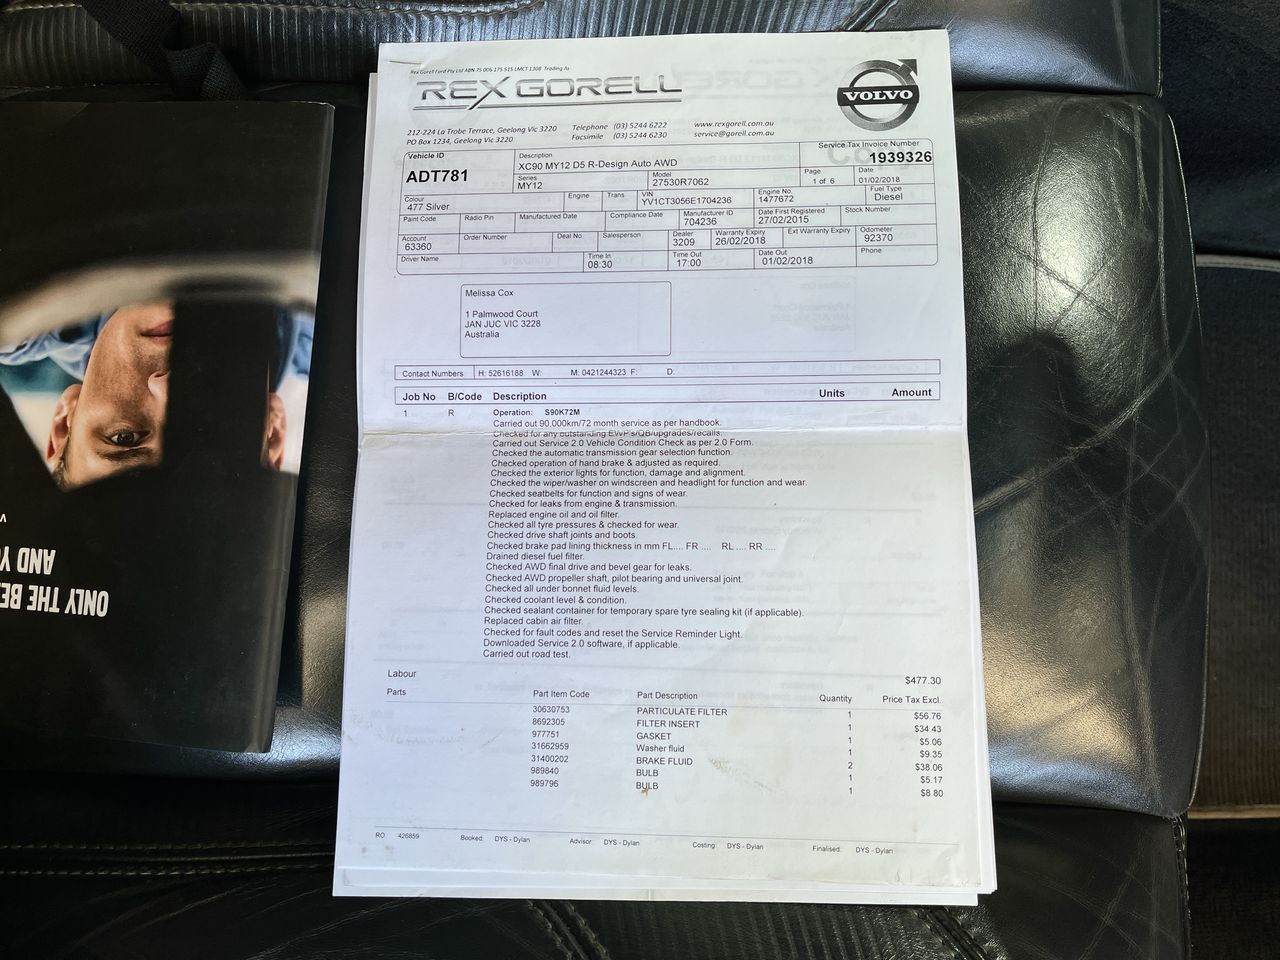 Rex Gorell Ford Pty Ltd ABN 75 006 175 515 LMCT 1308 Trading As
REX GORELL
VOLVO
212-224 La Trobe Terrace, Geelong Vic 3220 Telephone (03) 5244 6222 www.rexgorell.com.au
PO Box 1234, Geelong Vic 3220 Facsimile (03) 5244 6230 service@gorell.com.au
Vehicle ID Description Service Tax Invoice Number
ADT781 XC90 MY12 D5 R-Design Auto AWD 1939326
Series Model Page Date
MY12 27530R7062 1 of 6 01/02/2018
Colour Engine Trans VIN Engine No. Fuel Type
477 Silver YV1CT3056E1704236 1477672 Diesel
Paint Code Radio Pin Manufactured Date Compliance Date Manufacturer ID Date First Registered Stock Number
704236 27/02/2015
Account Order Number Deal No Salesperson Dealer Warranty Expiry Ext Warranty Expiry Odometer
63360 3209 26/02/2018 92370
Driver Name Time In Time Out Date Out Phone
08:30 17:00 01/02/2018
Melissa Cox
1 Palmwood Court
JAN JUC VIC 3228
Australia
Contact Numbers H: 52616188 W: M: 0421244323 F: D:
Job No B/Code Description Units Amount
1 R Operation: S90K72M
Carried out 90,000km/72 month service as per handbook.
Checked for any outstanding EWP's/QB/upgrades/recalls.
Carried out Service 2.0 Vehicle Condition Check as per 2.0 Form.
Checked the automatic transmission gear selection function.
Checked operation of hand brake & adjusted as required.
Checked the exterior lights for function, damage and alignment.
Checked the wiper/washer on windscreen and headlight for function and wear.
Checked seatbelts for function and signs of wear.
Checked for leaks from engine & transmission.
Replaced engine oil and oil filter.
Checked all tyre pressures & checked for wear.
Checked drive shaft joints and boots.
Checked brake pad lining thickness in mm FL.... FR .... RL .... RR ....
Drained diesel fuel filter.
Checked AWD final drive and bevel gear for leaks.
Checked AWD propeller shaft, pilot bearing and universal joint.
Checked all under bonnet fluid levels.
Checked coolant level & condition.
Checked sealant container for temporary spare tyre sealing kit (if applicable).
Replaced cabin air filter.
Checked for fault codes and reset the Service Reminder Light.
Downloaded Service 2.0 software, if applicable.
Carried out road test.
Labour $477.30
Parts Part Item Code Part Description Quantity Price Tax Excl.
30630753 PARTICULATE FILTER 1 $56.76
8692305 FILTER INSERT 1 $34.43
977751 GASKET 1 $5.06
31662959 Washer fluid 1 $9.35
31400202 BRAKE FLUID 2 $38.06
989840 BULB 1 $5.17
989796 BULB 1 $8.80
RO 426859 Booked: DYS - Dylan Advisor: DYS - Dylan Costing: DYS - Dylan Finalised: DYS - Dylan
ONLY THE
AND